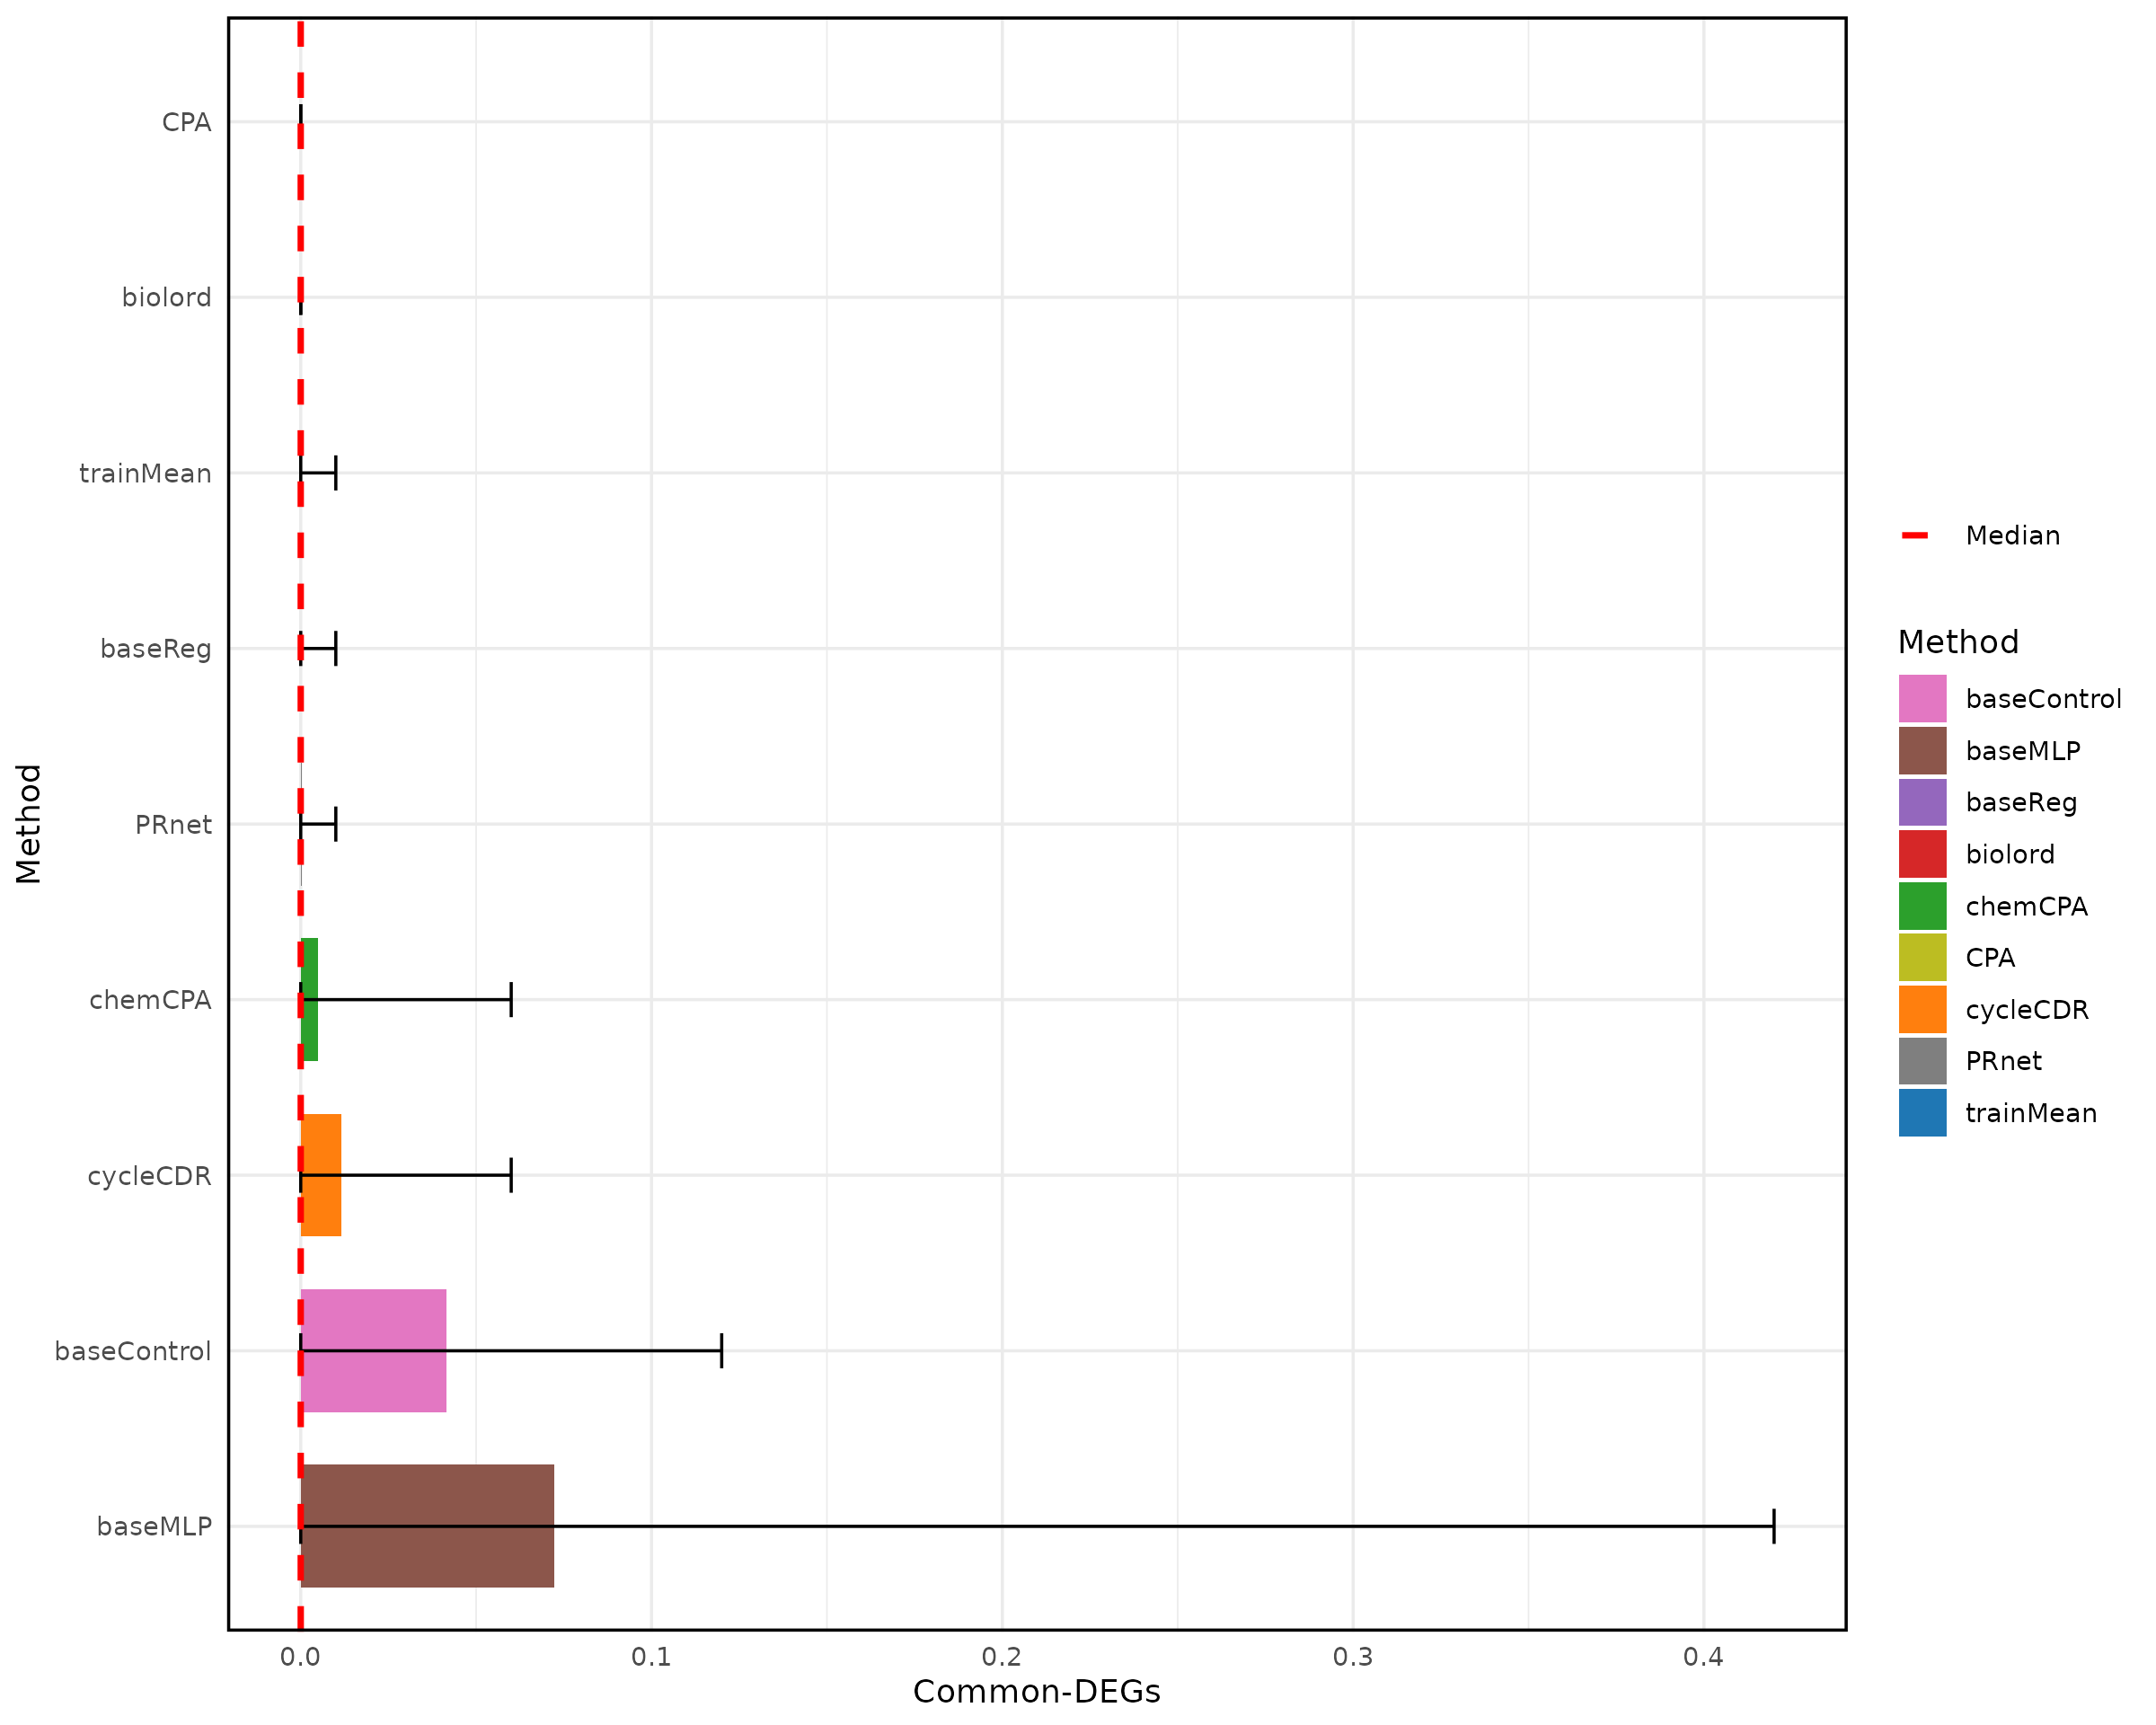 CPA
biolord
trainMean
baseReg
PRnet
chemCPA
cycleCDR
baseControl
baseMLP
Method
0.0 0.1 0.2 0.3 0.4
Common-DEGs
Median
Method
baseControl
baseMLP
baseReg
biolord
chemCPA
CPA
cycleCDR
PRnet
trainMean